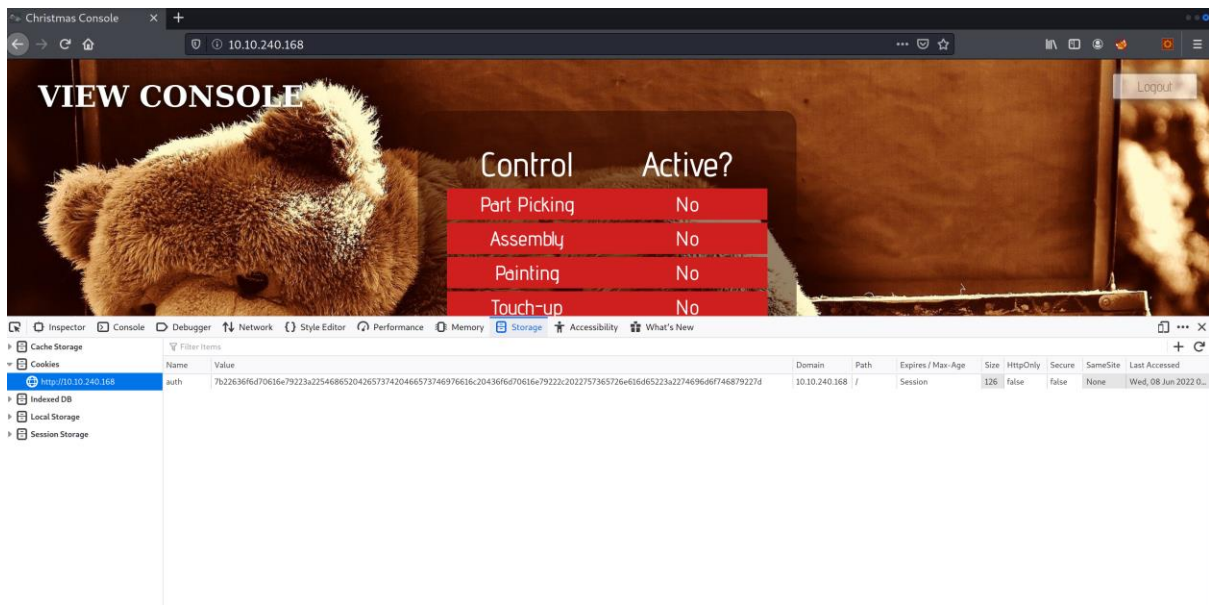 Christmas Console
10.10.240.168
VIEW CONSOLE
Logout
Control Active?
Part Picking No
Assembly No
Painting No
Touch-up No
Inspector Console Debugger Network Style Editor Performance Memory Storage Accessibility What's New
Cache Storage
Cookies
http://10.10.240.168
Indexed DB
Local Storage
Session Storage
Filter Items
Name Value Domain Path Expires / Max-Age Size HttpOnly Secure SameSite Last Accessed
auth 7b22636f6d70616e79223a22546865204265737420466573746976616c20436f6d70616e79222c2022757365726e616d65223a2274696d6f746879227d 10.10.240.168 / Session 126 false false None Wed, 08 Jun 2022 0...